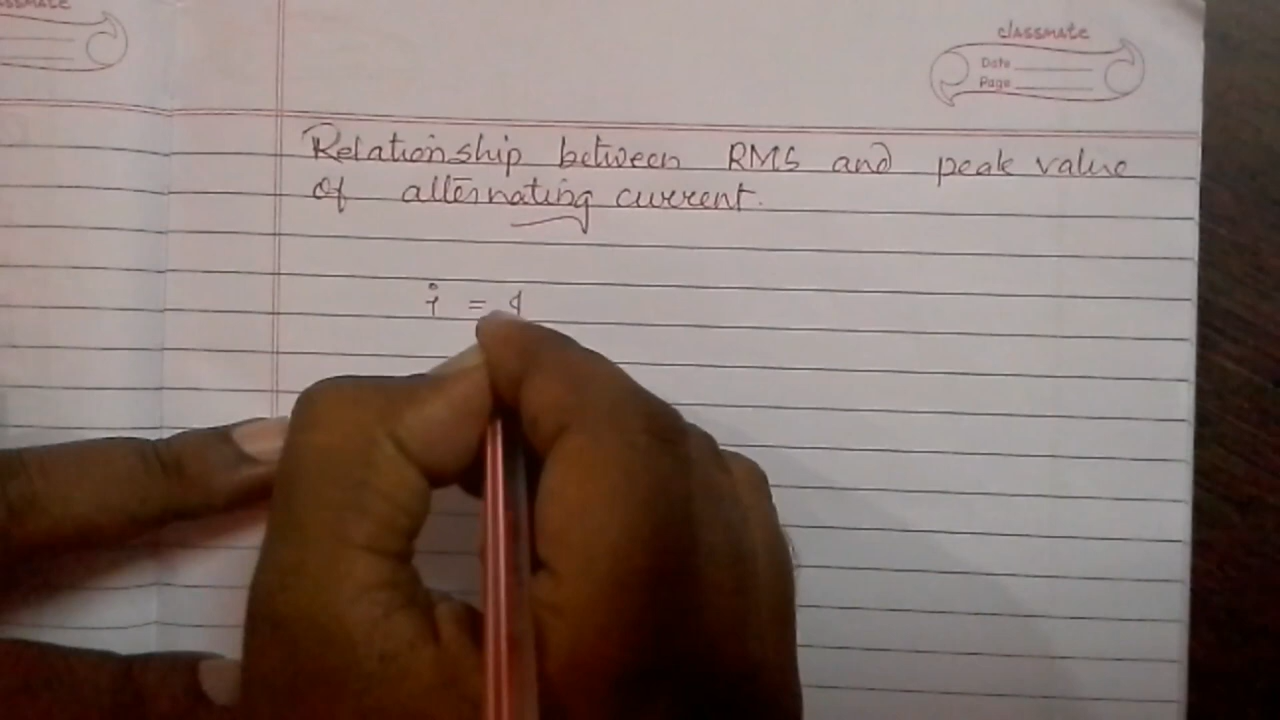 classmate
Date
Page
Relationship between RMS and peak value
of alternating current.
i =